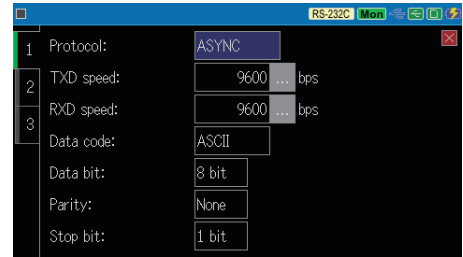 RS-232C Mon
1 Protocol: ASYNC
2 TXD speed: 9600 ... bps
3 RXD speed: 9600 ... bps
Data code: ASCII
Data bit: 8 bit
Parity: None
Stop bit: 1 bit